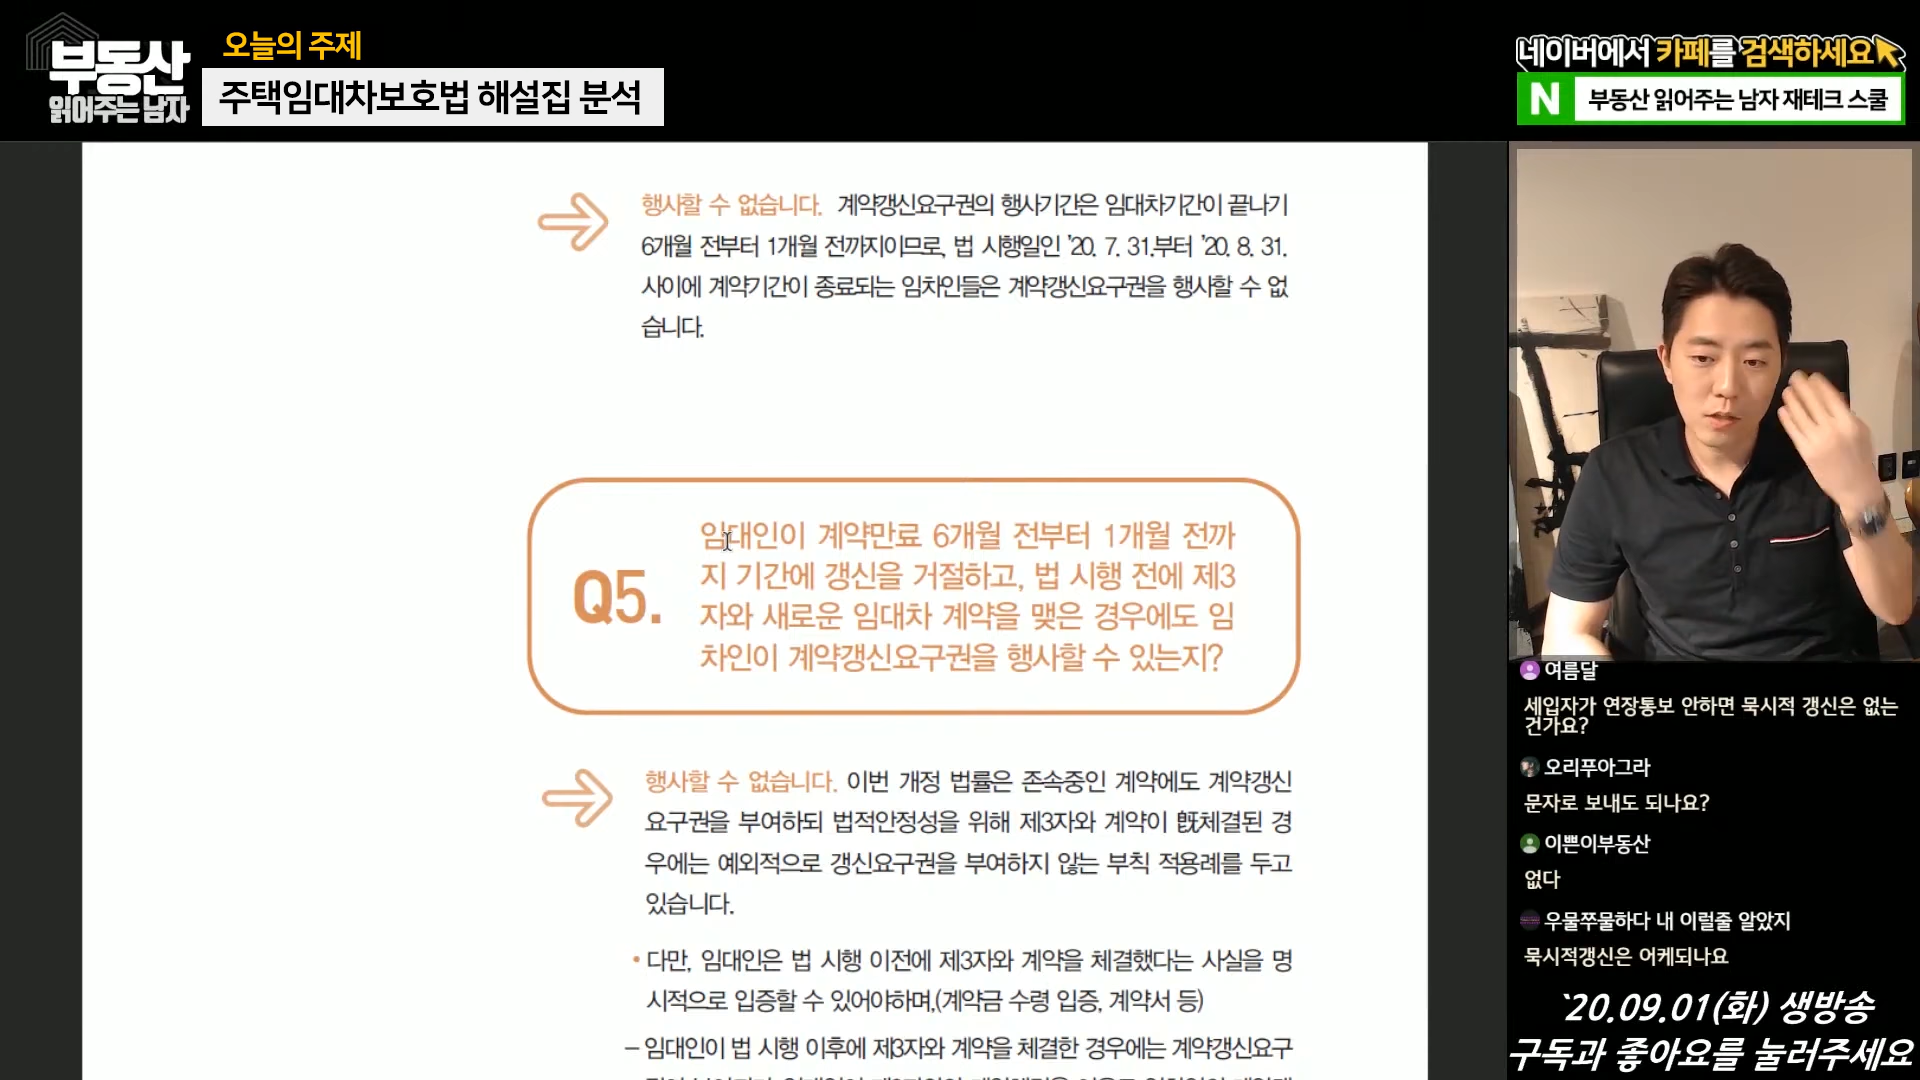 부동산
읽어주는 남자
오늘의 주제
주택임대차보호법 해설집 분석
네이버에서 카페를 검색하세요
N 부동산 읽어주는 남자 재테크 스쿨
행사할 수 없습니다. 계약갱신요구권의 행사기간은 임대차기간이 끝나기
6개월 전부터 1개월 전까지이므로, 법 시행일인 '20. 7. 31.부터 '20. 8. 31.
사이에 계약기간이 종료되는 임차인들은 계약갱신요구권을 행사할 수 없
습니다.
Q5.
임대인이 계약만료 6개월 전부터 1개월 전까
지 기간에 갱신을 거절하고, 법 시행 전에 제3
자와 새로운 임대차 계약을 맺은 경우에도 임
차인이 계약갱신요구권을 행사할 수 있는지?
행사할 수 없습니다. 이번 개정 법률은 존속중인 계약에도 계약갱신
요구권을 부여하되 법적안정성을 위해 제3자와 계약이 旣체결된 경
우에는 예외적으로 갱신요구권을 부여하지 않는 부칙 적용례를 두고
있습니다.
• 다만, 임대인은 법 시행 이전에 제3자와 계약을 체결했다는 사실을 명
시적으로 입증할 수 있어야하며,(계약금 수령 입증, 계약서 등)
– 임대인이 법 시행 이후에 제3자와 계약을 체결한 경우에는 계약갱신요구
여름달
세입자가 연장통보 안하면 묵시적 갱신은 없는
건가요?
오리푸아그라
문자로 보내도 되나요?
이쁜이부동산
없다
우물쭈물하다 내 이럴줄 알았지
묵시적갱신은 어케되나요
`20.09.01(화) 생방송
구독과 좋아요를 눌러주세요